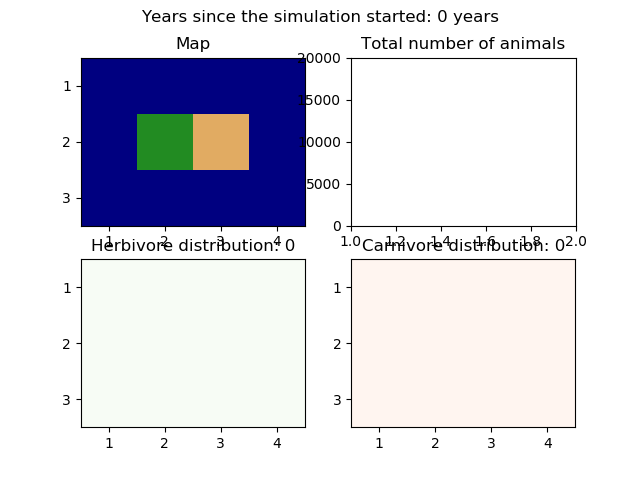 Years since the simulation started: 0 years
Map
Total number of animals
1
2
3
1
2
3
4
20000
15000
10000
5000
0
1.0 1.2 1.4 1.6 1.8 2.0
Herbivore distribution: 0
Carnivore distribution: 0
1
2
3
1 2 3 4
1
2
3
1 2 3 4